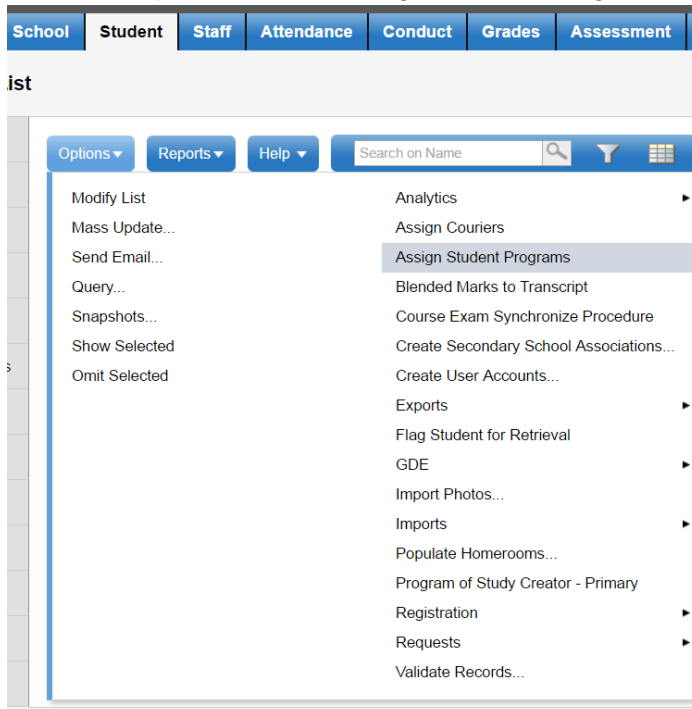 School Student Staff Attendance Conduct Grades Assessment
ist
Options Reports Help Search on Name
Modify List
Mass Update...
Send Email...
Query...
Snapshots...
Show Selected
Omit Selected
Analytics
Assign Couriers
Assign Student Programs
Blended Marks to Transcript
Course Exam Synchronize Procedure
Create Secondary School Associations...
Create User Accounts...
Exports
Flag Student for Retrieval
GDE
Import Photos...
Imports
Populate Homerooms...
Program of Study Creator - Primary
Registration
Requests
Validate Records...
s